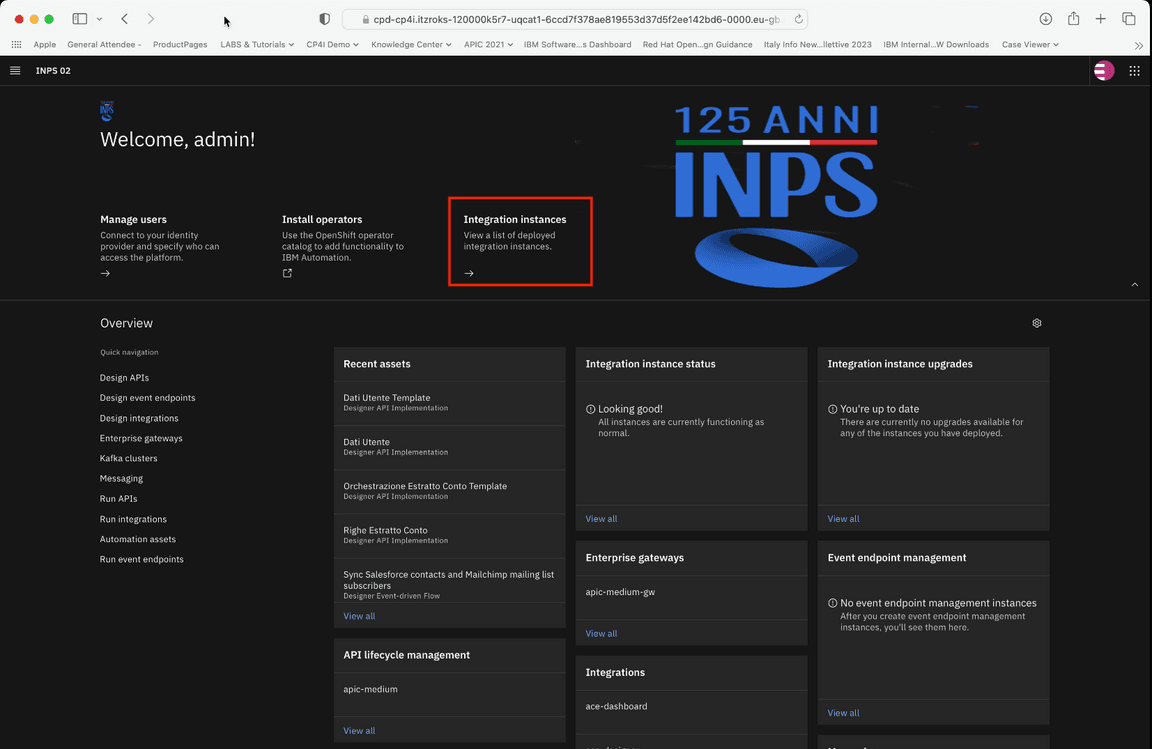 cpd-cp4i.itzroks-120000k5r7-uqcat1-6ccd7f378ae819553d37d5f2ee142bd6-0000.eu-gb.
Apple
General Attendee -
ProductPages
LABS & Tutorials
CP4I Demo
Knowledge Center
APIC 2021
IBM Software...s Dashboard
Red Hat Open...gn Guidance
Italy Info New...llettive 2023
IBM Internal...W Downloads
Case Viewer
INPS 02
INPS
Welcome, admin!
125 ANNI
INPS
Manage users
Connect to your identity
provider and specify who can
access the platform.
Install operators
Use the OpenShift operator
catalog to add functionality to
IBM Automation.
Integration instances
View a list of deployed
integration instances.
Overview
Quick navigation
Design APIs
Design event endpoints
Design integrations
Enterprise gateways
Kafka clusters
Messaging
Run APIs
Run integrations
Automation assets
Run event endpoints
Recent assets
Dati Utente Template
Designer API Implementation
Dati Utente
Designer API Implementation
Orchestrazione Estratto Conto Template
Designer API Implementation
Righe Estratto Conto
Designer API Implementation
Sync Salesforce contacts and Mailchimp mailing list
subscribers
Designer Event-driven Flow
View all
API lifecycle management
apic-medium
View all
Integration instance status
Looking good!
All instances are currently functioning as
normal.
View all
Enterprise gateways
apic-medium-gw
View all
Integrations
ace-dashboard
Integration instance upgrades
You're up to date
There are currently no upgrades available for
any of the instances you have deployed.
View all
Event endpoint management
No event endpoint management instances
After you create event endpoint management
instances, you'll see them here.
View all